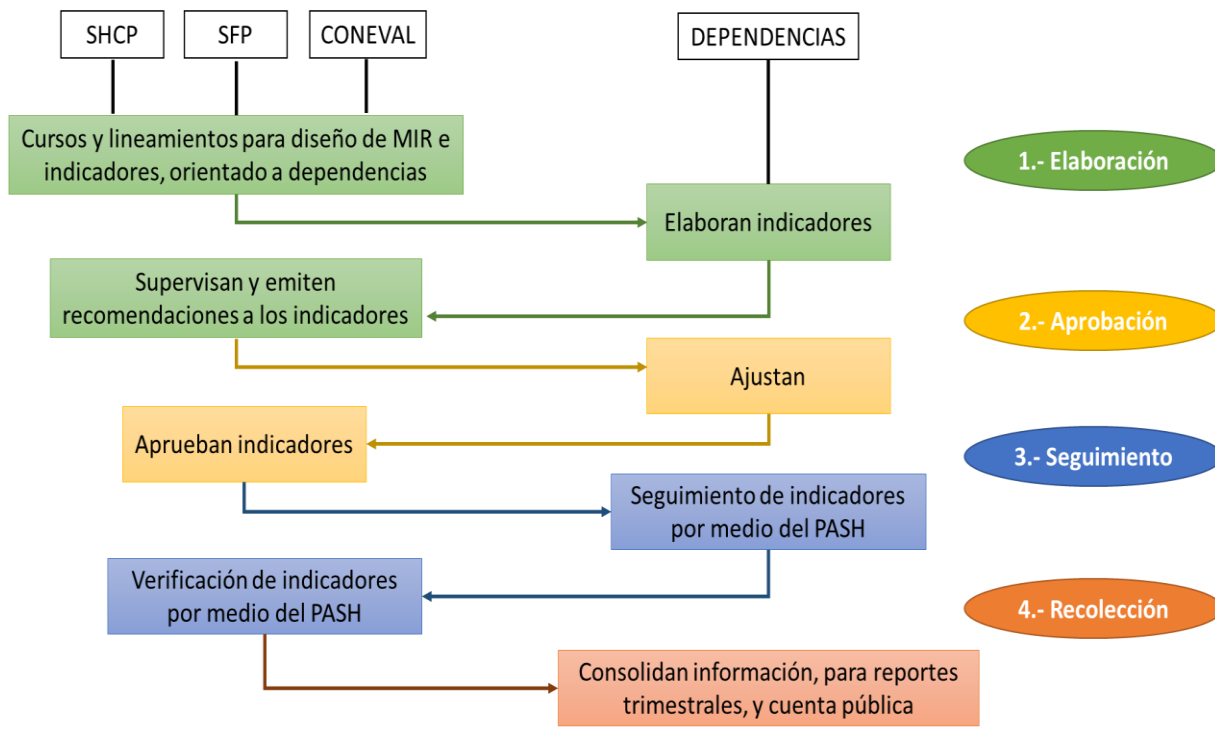 SHCP
SFP
CONEVAL
DEPENDENCIAS
Cursos y lineamientos para diseño de MIR e
indicadores, orientado a dependencias
1.- Elaboración
Elaboran indicadores
Supervisan y emiten
recomendaciones a los indicadores
2.- Aprobación
Ajustan
Aprueban indicadores
3.- Seguimiento
Seguimiento de indicadores
por medio del PASH
Verificación de indicadores
por medio del PASH
4.- Recolección
Consolidan información, para reportes
trimestrales, y cuenta pública